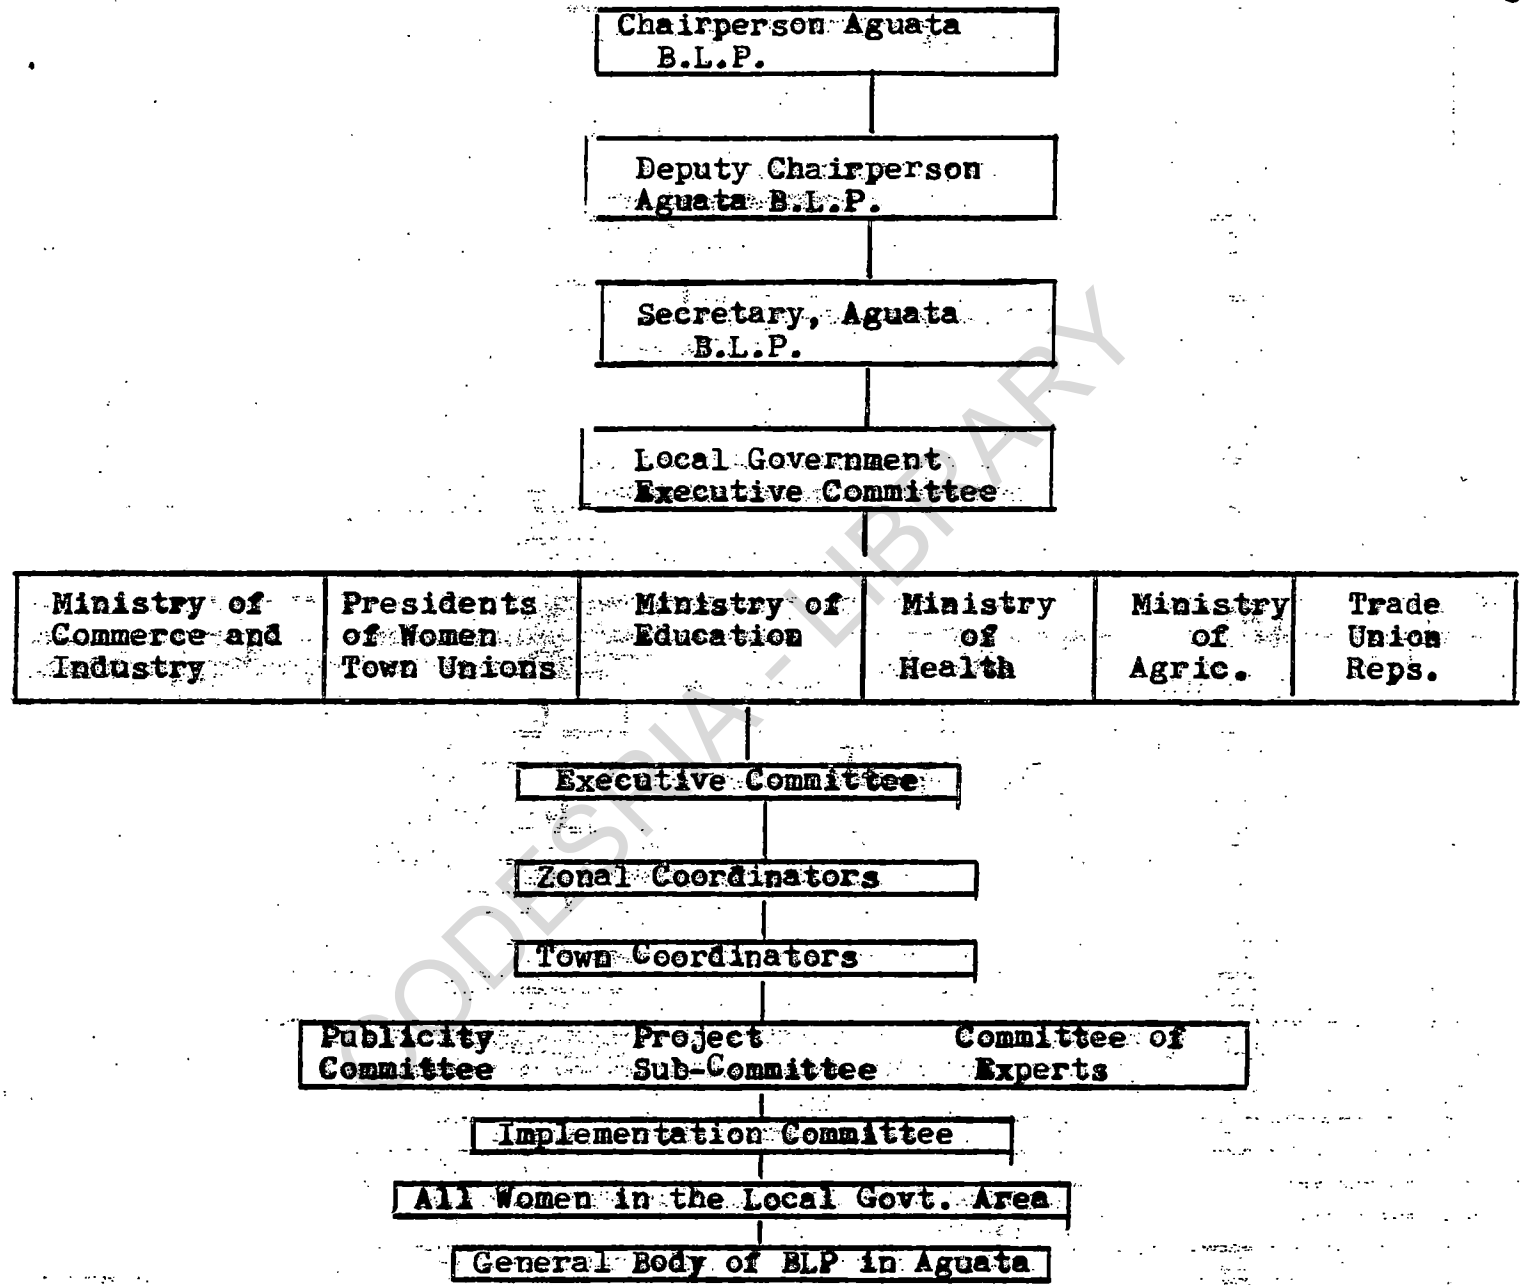 Chairperson Aguata
B.L.P.
Deputy Chairperson
Aguata B.L.P.
Secretary, Aguata
B.L.P.
Local Government
Executive Committee
Ministry of
Commerce and
Industry
Presidents
of Women
Town Unions
Ministry of
Education
Ministry
of
Health
Ministry
of
Agric.
Trade
Union
Reps.
Executive Committee
Zonal Coordinators
Town Coordinators
Publicity
Committee
Project
Sub-Committee
Committee of
Experts
Implementation Committee
All Women in the Local Govt. Area
General Body of BLP in Aguata
CODESRIA - LIBRARY